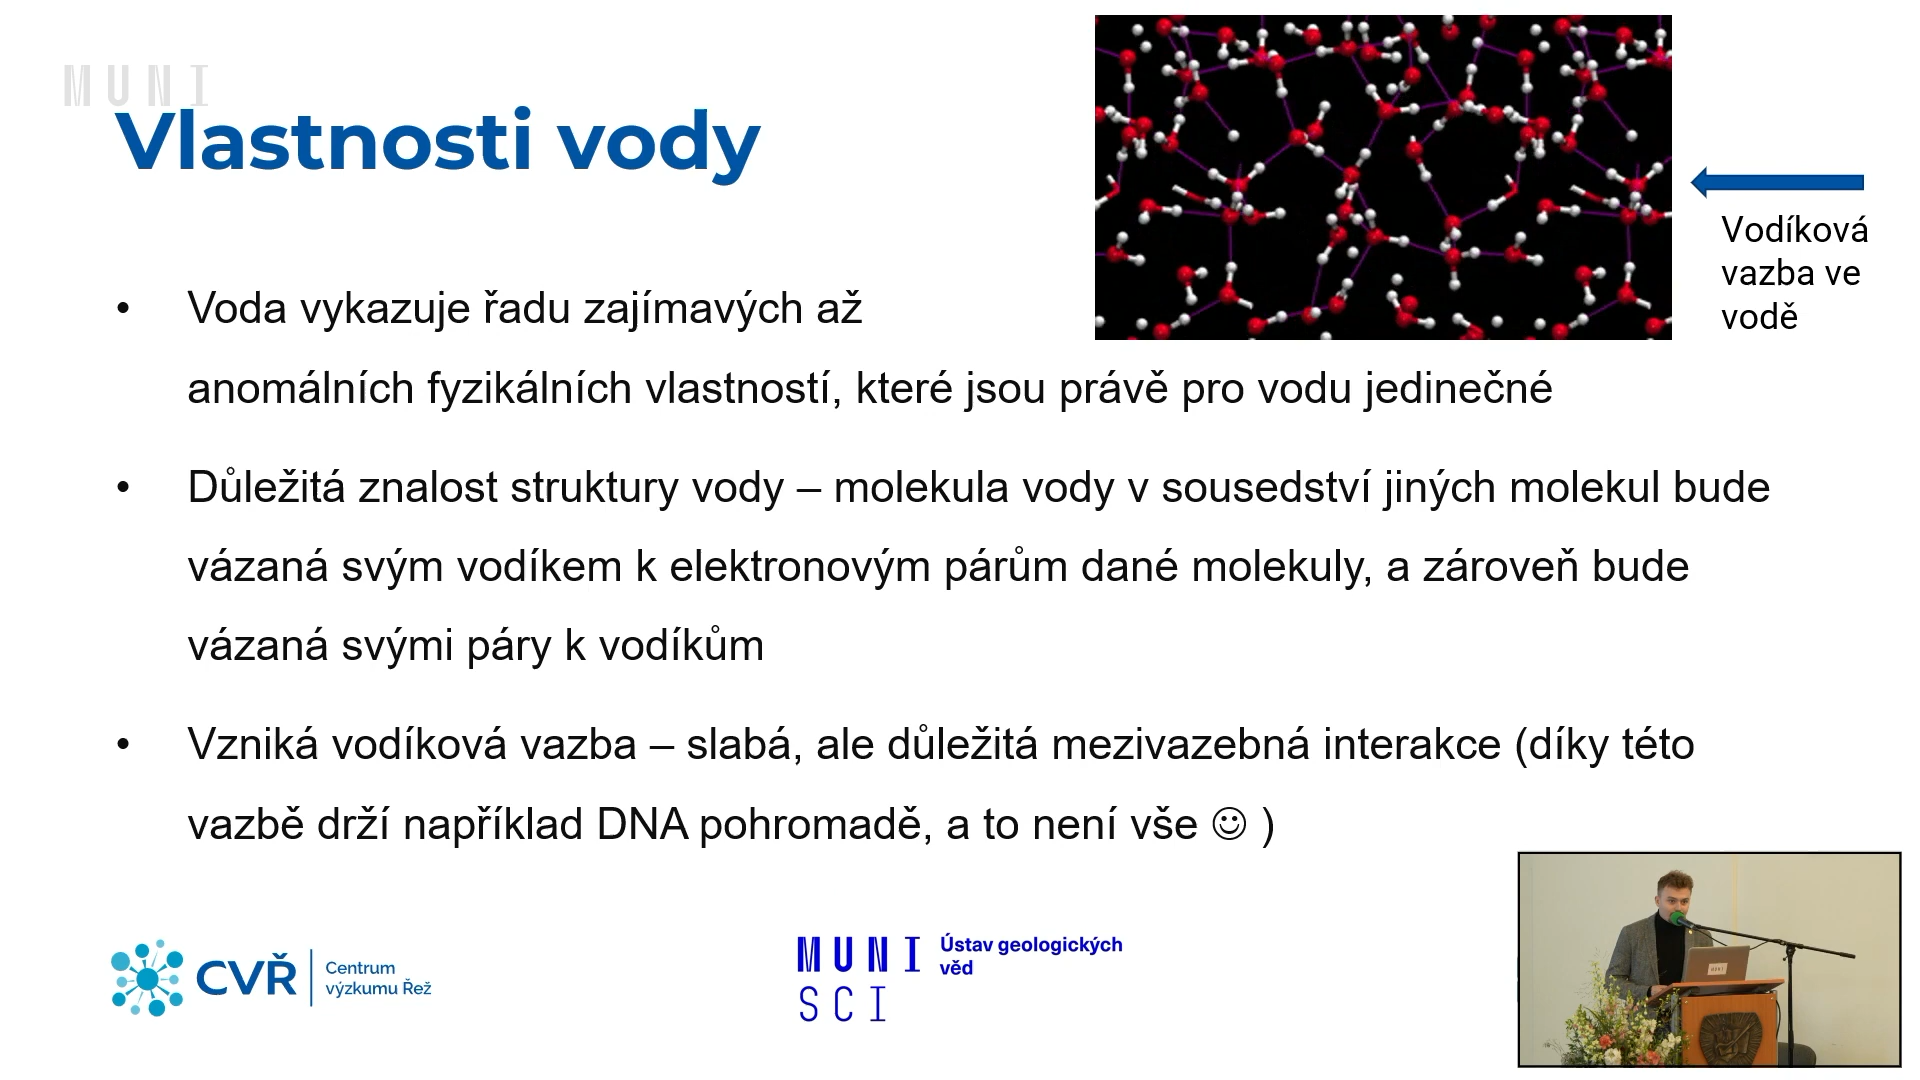 MUNI
Vlastnosti vody
Vodíková
vazba ve
vodě
• Voda vykazuje řadu zajímavých až
anomálních fyzikálních vlastností, které jsou právě pro vodu jedinečné
• Důležitá znalost struktury vody – molekula vody v sousedství jiných molekul bude
vázaná svým vodíkem k elektronovým párům dané molekuly, a zároveň bude
vázaná svými páry k vodíkům
• Vzniká vodíková vazba – slabá, ale důležitá mezivazebná interakce (díky této
vazbě drží například DNA pohromadě, a to není vše ☺ )
CVŘ
Centrum
výzkumu Řež
MUNI
SCI
Ústav geologických
věd